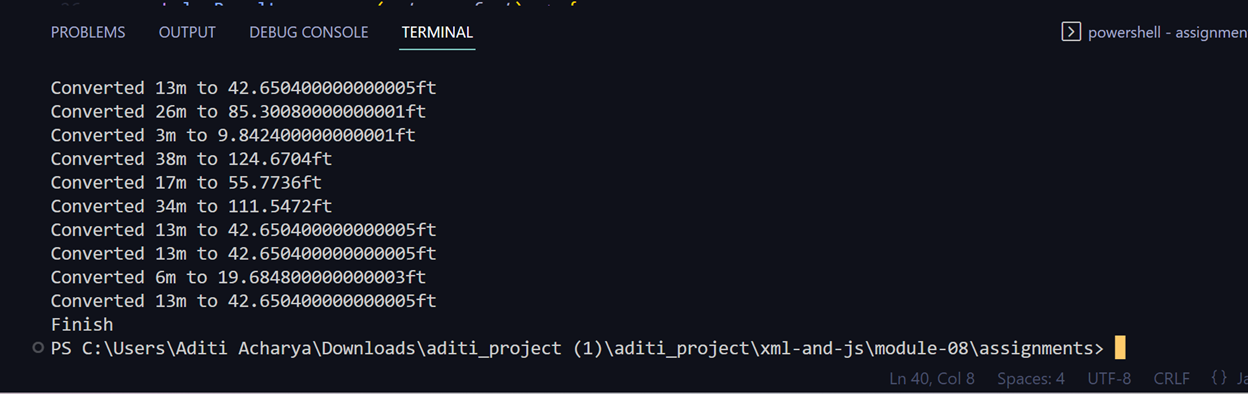 PROBLEMS OUTPUT DEBUG CONSOLE TERMINAL powershell - assignmen
Converted 13m to 42.650400000000005ft
Converted 26m to 85.30080000000001ft
Converted 3m to 9.842400000000001ft
Converted 38m to 124.6704ft
Converted 17m to 55.7736ft
Converted 34m to 111.5472ft
Converted 13m to 42.650400000000005ft
Converted 13m to 42.650400000000005ft
Converted 6m to 19.684800000000003ft
Converted 13m to 42.650400000000005ft
Finish
PS C:\Users\Aditi Acharya\Downloads\aditi_project (1)\aditi_project\xml-and-js\module-08\assignments>
Ln 40, Col 8 Spaces: 4 UTF-8 CRLF {} Ja